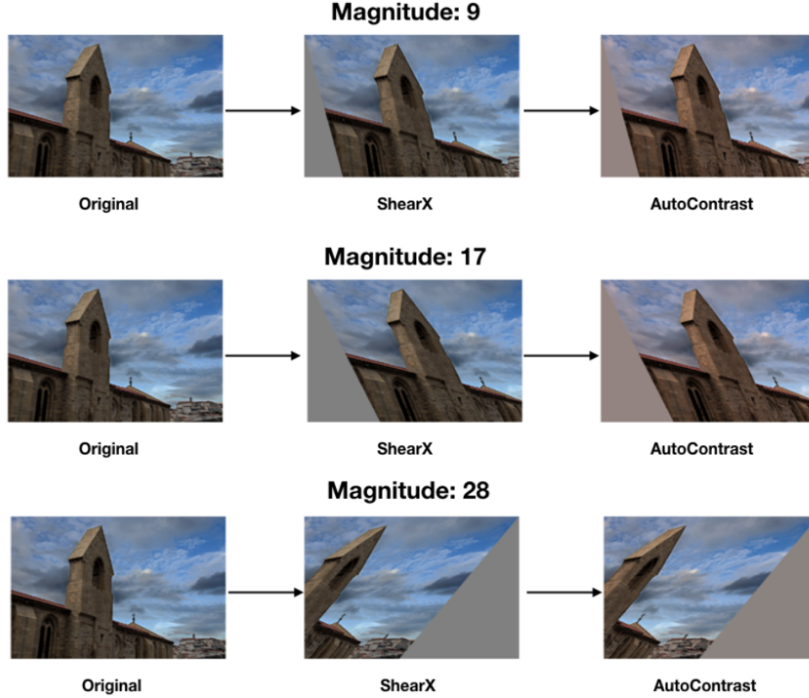 Magnitude: 9
Original ShearX AutoContrast
Magnitude: 17
Original ShearX AutoContrast
Magnitude: 28
Original ShearX AutoContrast